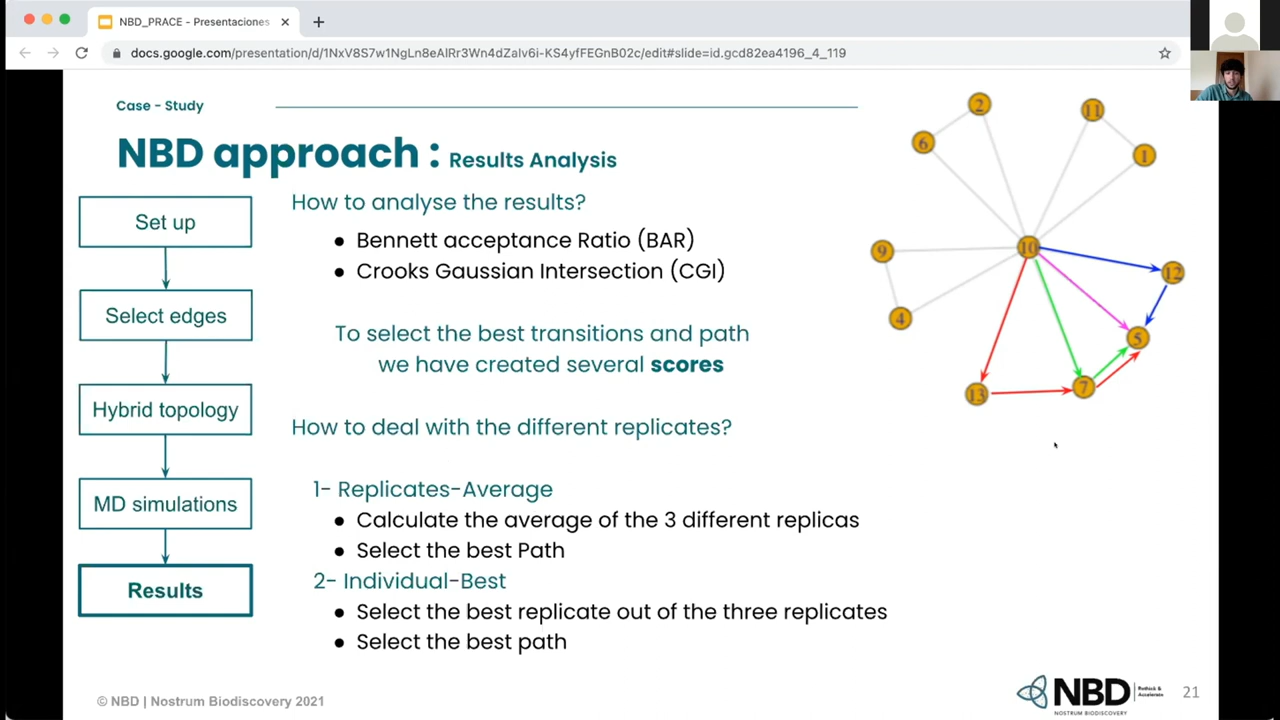 NBD_PRACE - Presentaciones
docs.google.com/presentation/d/1NxV8S7w1NgLn8eAIRr3Wn4dZaIv6i-KS4yfFEGnB02c/edit#slide=id.gcd82ea4196_4_119
Case - Study
NBD approach : Results Analysis
Set up
Select edges
Hybrid topology
MD simulations
Results
How to analyse the results?
● Bennett acceptance Ratio (BAR)
● Crooks Gaussian Intersection (CGI)
To select the best transitions and path
we have created several scores
How to deal with the different replicates?
1- Replicates-Average
● Calculate the average of the 3 different replicas
● Select the best Path
2- Individual-Best
● Select the best replicate out of the three replicates
● Select the best path
2
11
6
1
10
9
12
4
5
7
13
© NBD | Nostrum Biodiscovery 2021
NBD
NOSTRUM BIODISCOVERY
Rethink &
Accelerate
21